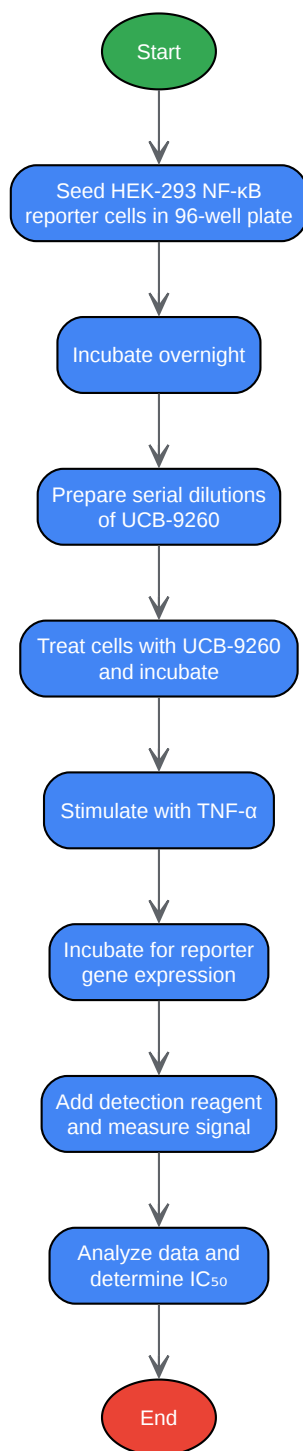 Start
Seed HEK-293 NF-κB
reporter cells in 96-well plate
Incubate overnight
Prepare serial dilutions
of UCB-9260
Treat cells with UCB-9260
and incubate
Stimulate with TNF-α
Incubate for reporter
gene expression
Add detection reagent
and measure signal
Analyze data and
determine IC₅₀
End